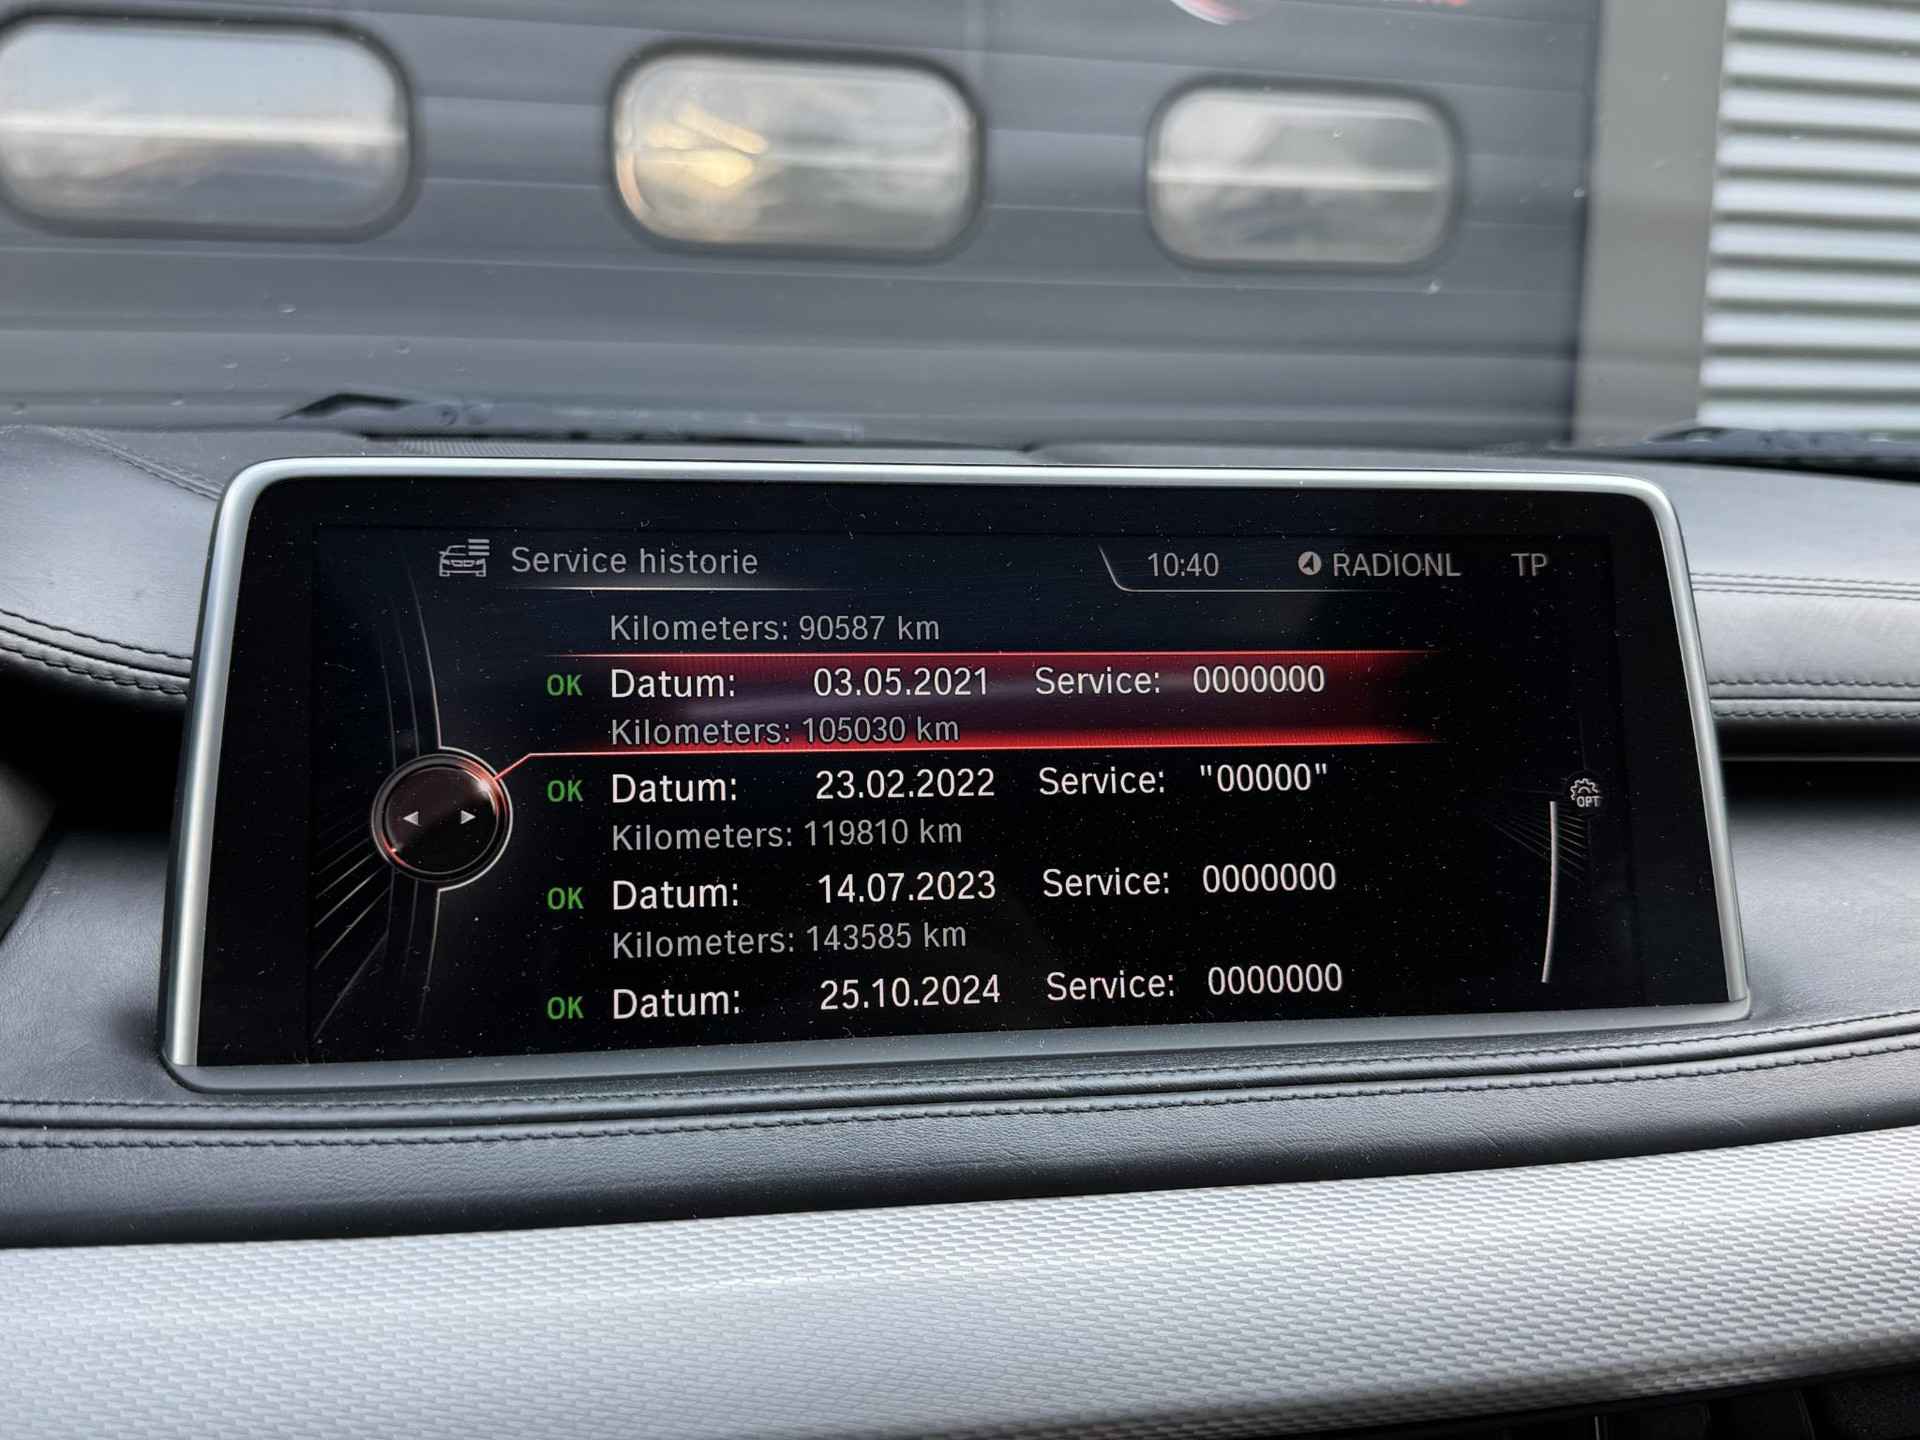 Service historie 10:40 RADIONL TP
Kilometers: 90587 km
OK Datum: 03.05.2021 Service: 0000000
Kilometers: 105030 km
OK Datum: 23.02.2022 Service: "00000"
Kilometers: 119810 km
OK Datum: 14.07.2023 Service: 0000000
Kilometers: 143585 km
OK Datum: 25.10.2024 Service: 0000000
OPT